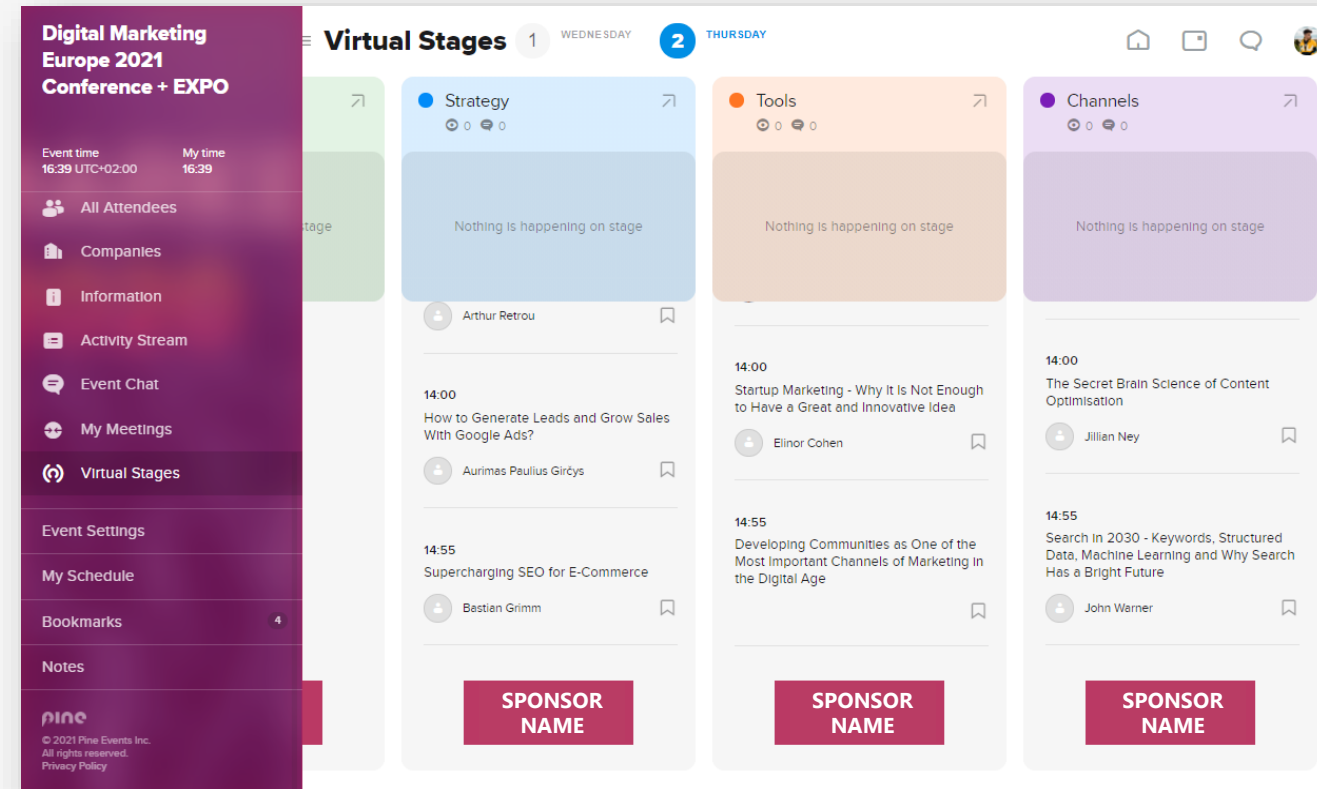 Digital Marketing
Europe 2021
Conference + EXPO
Event time
My time
16:39 UTC+02:00
16:39
All Attendees
Companies
Information
Activity Stream
Event Chat
My Meetings
Virtual Stages
Event Settings
My Schedule
Bookmarks
4
Notes
pine
© 2021 Pine Events Inc.
All rights reserved.
Privacy Policy
Virtual Stages
1
WEDNESDAY
2
THURSDAY
stage
Strategy
0 0
Nothing is happening on stage
Arthur Retrou
14:00
How to Generate Leads and Grow Sales
With Google Ads?
Aurimas Paulius Girčys
14:55
Supercharging SEO for E-Commerce
Bastian Grimm
SPONSOR
NAME
Tools
0 0
Nothing is happening on stage
14:00
Startup Marketing - Why It Is Not Enough
to Have a Great and Innovative Idea
Elinor Cohen
14:55
Developing Communities as One of the
Most Important Channels of Marketing in
the Digital Age
SPONSOR
NAME
Channels
0 0
Nothing is happening on stage
14:00
The Secret Brain Science of Content
Optimisation
Jillian Ney
14:55
Search in 2030 - Keywords, Structured
Data, Machine Learning and Why Search
Has a Bright Future
John Warner
SPONSOR
NAME